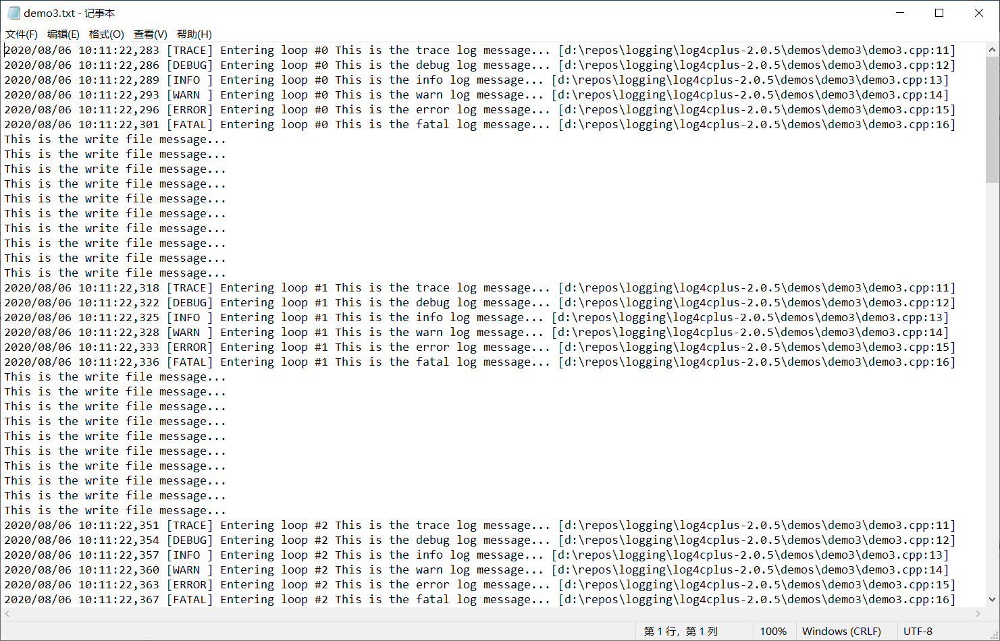 demo3.txt - 记事本
文件(F) 编辑(E) 格式(O) 查看(V) 帮助(H)
2020/08/06 10:11:22,283 [TRACE] Entering loop #0 This is the trace log message... [d:\repos\logging\log4cplus-2.0.5\demos\demo3\demo3.cpp:11]
2020/08/06 10:11:22,286 [DEBUG] Entering loop #0 This is the debug log message... [d:\repos\logging\log4cplus-2.0.5\demos\demo3\demo3.cpp:12]
2020/08/06 10:11:22,289 [INFO ] Entering loop #0 This is the info log message... [d:\repos\logging\log4cplus-2.0.5\demos\demo3\demo3.cpp:13]
2020/08/06 10:11:22,293 [WARN ] Entering loop #0 This is the warn log message... [d:\repos\logging\log4cplus-2.0.5\demos\demo3\demo3.cpp:14]
2020/08/06 10:11:22,296 [ERROR] Entering loop #0 This is the error log message... [d:\repos\logging\log4cplus-2.0.5\demos\demo3\demo3.cpp:15]
2020/08/06 10:11:22,301 [FATAL] Entering loop #0 This is the fatal log message... [d:\repos\logging\log4cplus-2.0.5\demos\demo3\demo3.cpp:16]
This is the write file message...
This is the write file message...
This is the write file message...
This is the write file message...
This is the write file message...
This is the write file message...
This is the write file message...
This is the write file message...
This is the write file message...
This is the write file message...
2020/08/06 10:11:22,318 [TRACE] Entering loop #1 This is the trace log message... [d:\repos\logging\log4cplus-2.0.5\demos\demo3\demo3.cpp:11]
2020/08/06 10:11:22,322 [DEBUG] Entering loop #1 This is the debug log message... [d:\repos\logging\log4cplus-2.0.5\demos\demo3\demo3.cpp:12]
2020/08/06 10:11:22,325 [INFO ] Entering loop #1 This is the info log message... [d:\repos\logging\log4cplus-2.0.5\demos\demo3\demo3.cpp:13]
2020/08/06 10:11:22,328 [WARN ] Entering loop #1 This is the warn log message... [d:\repos\logging\log4cplus-2.0.5\demos\demo3\demo3.cpp:14]
2020/08/06 10:11:22,333 [ERROR] Entering loop #1 This is the error log message... [d:\repos\logging\log4cplus-2.0.5\demos\demo3\demo3.cpp:15]
2020/08/06 10:11:22,336 [FATAL] Entering loop #1 This is the fatal log message... [d:\repos\logging\log4cplus-2.0.5\demos\demo3\demo3.cpp:16]
This is the write file message...
This is the write file message...
This is the write file message...
This is the write file message...
This is the write file message...
This is the write file message...
This is the write file message...
This is the write file message...
This is the write file message...
This is the write file message...
2020/08/06 10:11:22,351 [TRACE] Entering loop #2 This is the trace log message... [d:\repos\logging\log4cplus-2.0.5\demos\demo3\demo3.cpp:11]
2020/08/06 10:11:22,354 [DEBUG] Entering loop #2 This is the debug log message... [d:\repos\logging\log4cplus-2.0.5\demos\demo3\demo3.cpp:12]
2020/08/06 10:11:22,357 [INFO ] Entering loop #2 This is the info log message... [d:\repos\logging\log4cplus-2.0.5\demos\demo3\demo3.cpp:13]
2020/08/06 10:11:22,360 [WARN ] Entering loop #2 This is the warn log message... [d:\repos\logging\log4cplus-2.0.5\demos\demo3\demo3.cpp:14]
2020/08/06 10:11:22,363 [ERROR] Entering loop #2 This is the error log message... [d:\repos\logging\log4cplus-2.0.5\demos\demo3\demo3.cpp:15]
2020/08/06 10:11:22,367 [FATAL] Entering loop #2 This is the fatal log message... [d:\repos\logging\log4cplus-2.0.5\demos\demo3\demo3.cpp:16]
第 1 行，第 1 列 100% Windows (CRLF) UTF-8